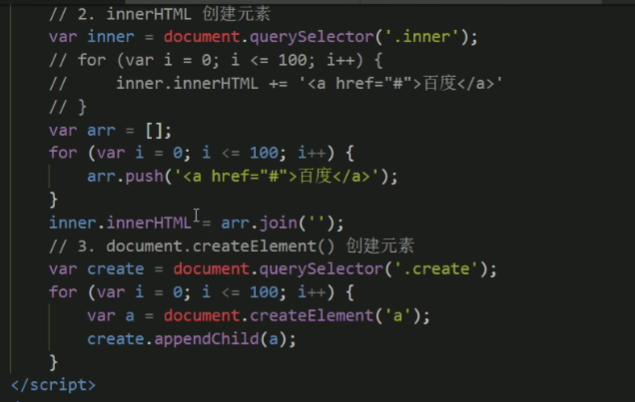 // 2. innerHTML 创建元素
var inner = document.querySelector('.inner');
// for (var i = 0; i <= 100; i++) {
//     inner.innerHTML += '<a href="#">百度</a>'
// }
var arr = [];
for (var i = 0; i <= 100; i++) {
    arr.push('<a href="#">百度</a>');
}
inner.innerHTML = arr.join('');
// 3. document.createElement() 创建元素
var create = document.querySelector('.create');
for (var i = 0; i <= 100; i++) {
    var a = document.createElement('a');
    create.appendChild(a);
}
</script>